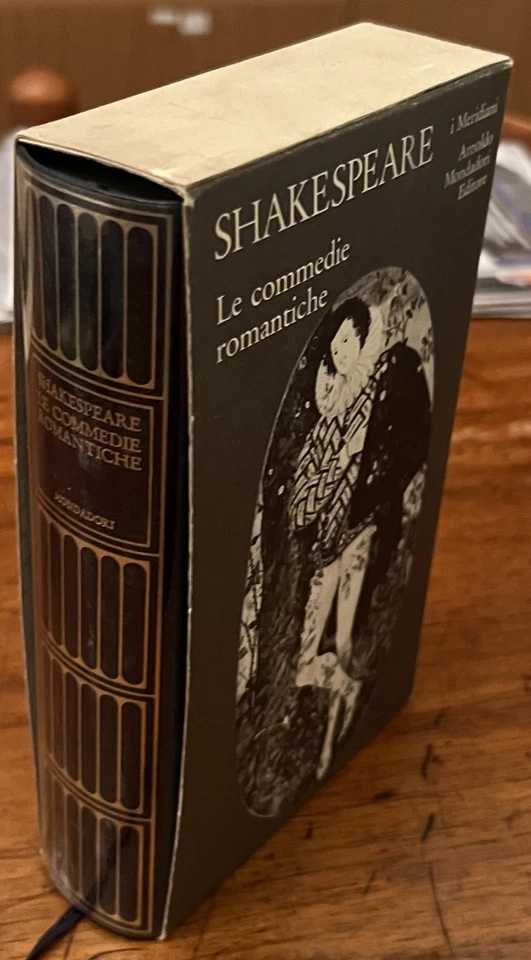 SHAKESPEARE
Le commedie
romantiche
i Meridiani
Arnoldo
Mondadori
Editore
SHAKESPEARE
LE COMMEDIE
ROMANTICHE
MONDADORI